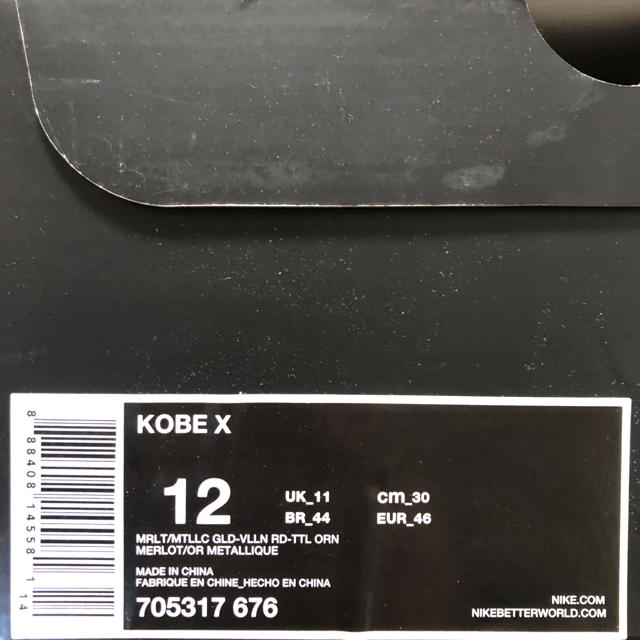 KOBE X
12
UK_11 cm_30
BR_44 EUR_46
MRLT/MTLLC GLD-VLLN RD-TTL ORN
MERLOT/OR METALLIQUE
MADE IN CHINA
FABRIQUE EN CHINE_HECHO EN CHINA
705317 676
NIKE.COM
NIKEBETTERWORLD.COM
8 88408 14558 1 14